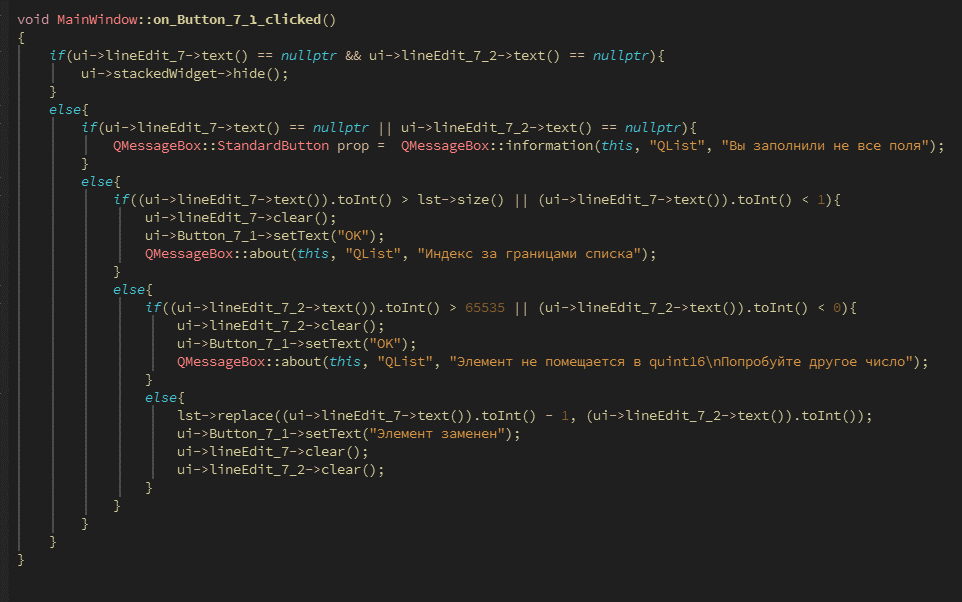 void MainWindow::on_Button_7_1_clicked()
{
    if(ui->lineEdit_7->text() == nullptr && ui->lineEdit_7_2->text() == nullptr){
        ui->stackedWidget->hide();
    }
    else{
        if(ui->lineEdit_7->text() == nullptr || ui->lineEdit_7_2->text() == nullptr){
            QMessageBox::StandardButton prop =  QMessageBox::information(this, "QList", "Вы заполнили не все поля");
        }
        else{
            if((ui->lineEdit_7->text()).toInt() > lst->size() || (ui->lineEdit_7->text()).toInt() < 1){
                ui->lineEdit_7->clear();
                ui->Button_7_1->setText("OK");
                QMessageBox::about(this, "QList", "Индекс за границами списка");
            }
            else{
                if((ui->lineEdit_7_2->text()).toInt() > 65535 || (ui->lineEdit_7_2->text()).toInt() < 0){
                    ui->lineEdit_7_2->clear();
                    ui->Button_7_1->setText("OK");
                    QMessageBox::about(this, "QList", "Элемент не помещается в quint16\nПопробуйте другое число");
                }
                else{
                    lst->replace((ui->lineEdit_7->text()).toInt() - 1, (ui->lineEdit_7_2->text()).toInt());
                    ui->Button_7_1->setText("Элемент заменен");
                    ui->lineEdit_7->clear();
                    ui->lineEdit_7_2->clear();
                }
            }
        }
    }
}